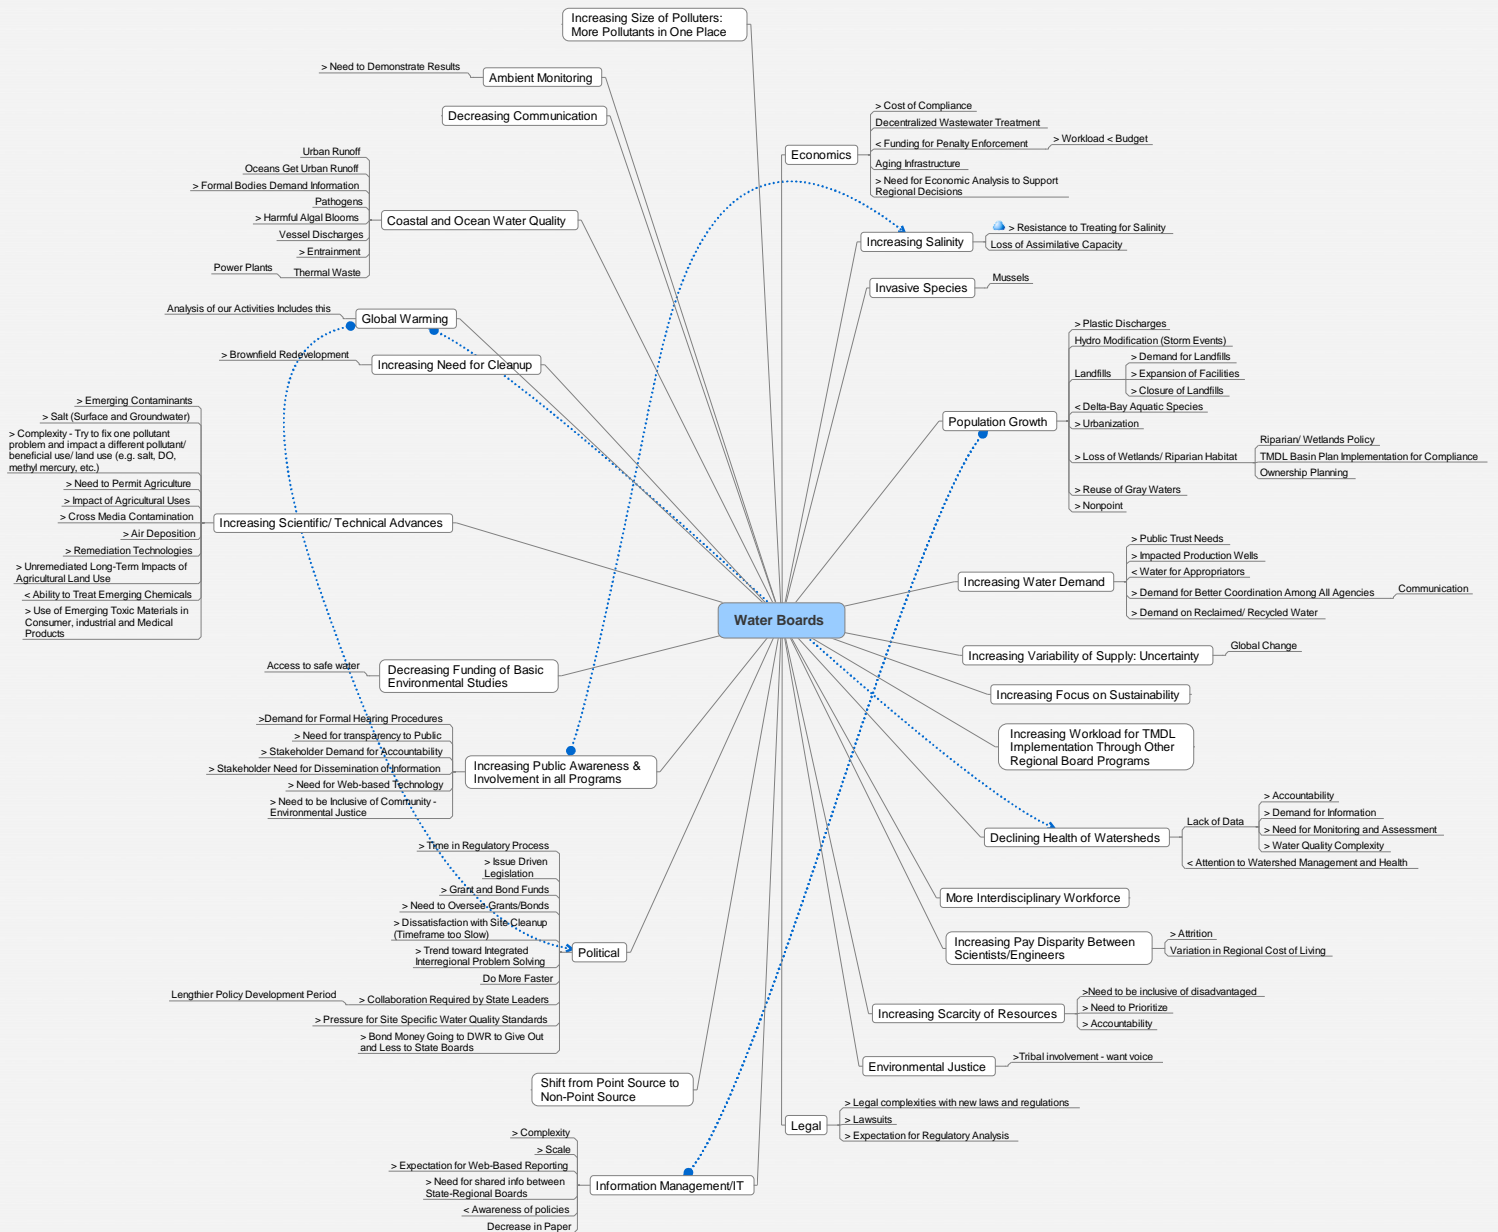 Increasing Size of Polluters:
More Pollutants in One Place
> Need to Demonstrate Results
Ambient Monitoring
Decreasing Communication
Urban Runoff
Oceans Get Urban Runoff
> Formal Bodies Demand Information
Pathogens
> Harmful Algal Blooms
Vessel Discharges
> Entrainment
Power Plants
Thermal Waste
Coastal and Ocean Water Quality
Analysis of our Activities Includes this
Global Warming
> Brownfield Redevelopment
Increasing Need for Cleanup
> Emerging Contaminants
> Salt (Surface and Groundwater)
> Complexity - Try to fix one pollutant
problem and impact a different pollutant/
beneficial use/ land use (e.g. salt, DO,
methyl mercury, etc.)
> Need to Permit Agriculture
> Impact of Agricultural Uses
> Cross Media Contamination
> Air Deposition
> Remediation Technologies
> Unremediated Long-Term Impacts of
Agricultural Land Use
< Ability to Treat Emerging Chemicals
> Use of Emerging Toxic Materials in
Consumer, industrial and Medical
Products
Increasing Scientific/ Technical Advances
Access to safe water
Decreasing Funding of Basic
Environmental Studies
>Demand for Formal Hearing Procedures
> Need for transparency to Public
> Stakeholder Demand for Accountability
> Stakeholder Need for Dissemination of Information
> Need for Web-based Technology
> Need to be Inclusive of Community -
Environmental Justice
Increasing Public Awareness &
Involvement in all Programs
> Time in Regulatory Process
> Issue Driven
Legislation
> Grant and Bond Funds
> Need to Oversee Grants/Bonds
> Dissatisfaction with Site Cleanup
(Timeframe too Slow)
> Trend toward Integrated
Interregional Problem Solving
Do More Faster
Lengthier Policy Development Period
> Collaboration Required by State Leaders
> Pressure for Site Specific Water Quality Standards
> Bond Money Going to DWR to Give Out
and Less to State Boards
Political
Shift from Point Source to
Non-Point Source
> Complexity
> Scale
> Expectation for Web-Based Reporting
> Need for shared info between
State-Regional Boards
< Awareness of policies
Decrease in Paper
Information Management/IT
Water Boards
Economics
> Cost of Compliance
Decentralized Wastewater Treatment
< Funding for Penalty Enforcement
> Workload < Budget
Aging Infrastructure
> Need for Economic Analysis to Support
Regional Decisions
Increasing Salinity
> Resistance to Treating for Salinity
Loss of Assimilative Capacity
Invasive Species
Mussels
Population Growth
> Plastic Discharges
Hydro Modification (Storm Events)
Landfills
> Demand for Landfills
> Expansion of Facilities
> Closure of Landfills
< Delta-Bay Aquatic Species
> Urbanization
> Loss of Wetlands/ Riparian Habitat
Riparian/ Wetlands Policy
TMDL Basin Plan Implementation for Compliance
Ownership Planning
> Reuse of Gray Waters
> Nonpoint
Increasing Water Demand
> Public Trust Needs
> Impacted Production Wells
< Water for Appropriators
> Demand for Better Coordination Among All Agencies
Communication
> Demand on Reclaimed/ Recycled Water
Increasing Variability of Supply: Uncertainty
Global Change
Increasing Focus on Sustainability
Increasing Workload for TMDL
Implementation Through Other
Regional Board Programs
Declining Health of Watersheds
Lack of Data
> Accountability
> Demand for Information
> Need for Monitoring and Assessment
> Water Quality Complexity
< Attention to Watershed Management and Health
More Interdisciplinary Workforce
Increasing Pay Disparity Between
Scientists/Engineers
> Attrition
Variation in Regional Cost of Living
Increasing Scarcity of Resources
>Need to be inclusive of disadvantaged
> Need to Prioritize
> Accountability
Environmental Justice
>Tribal involvement - want voice
Legal
> Legal complexities with new laws and regulations
> Lawsuits
> Expectation for Regulatory Analysis